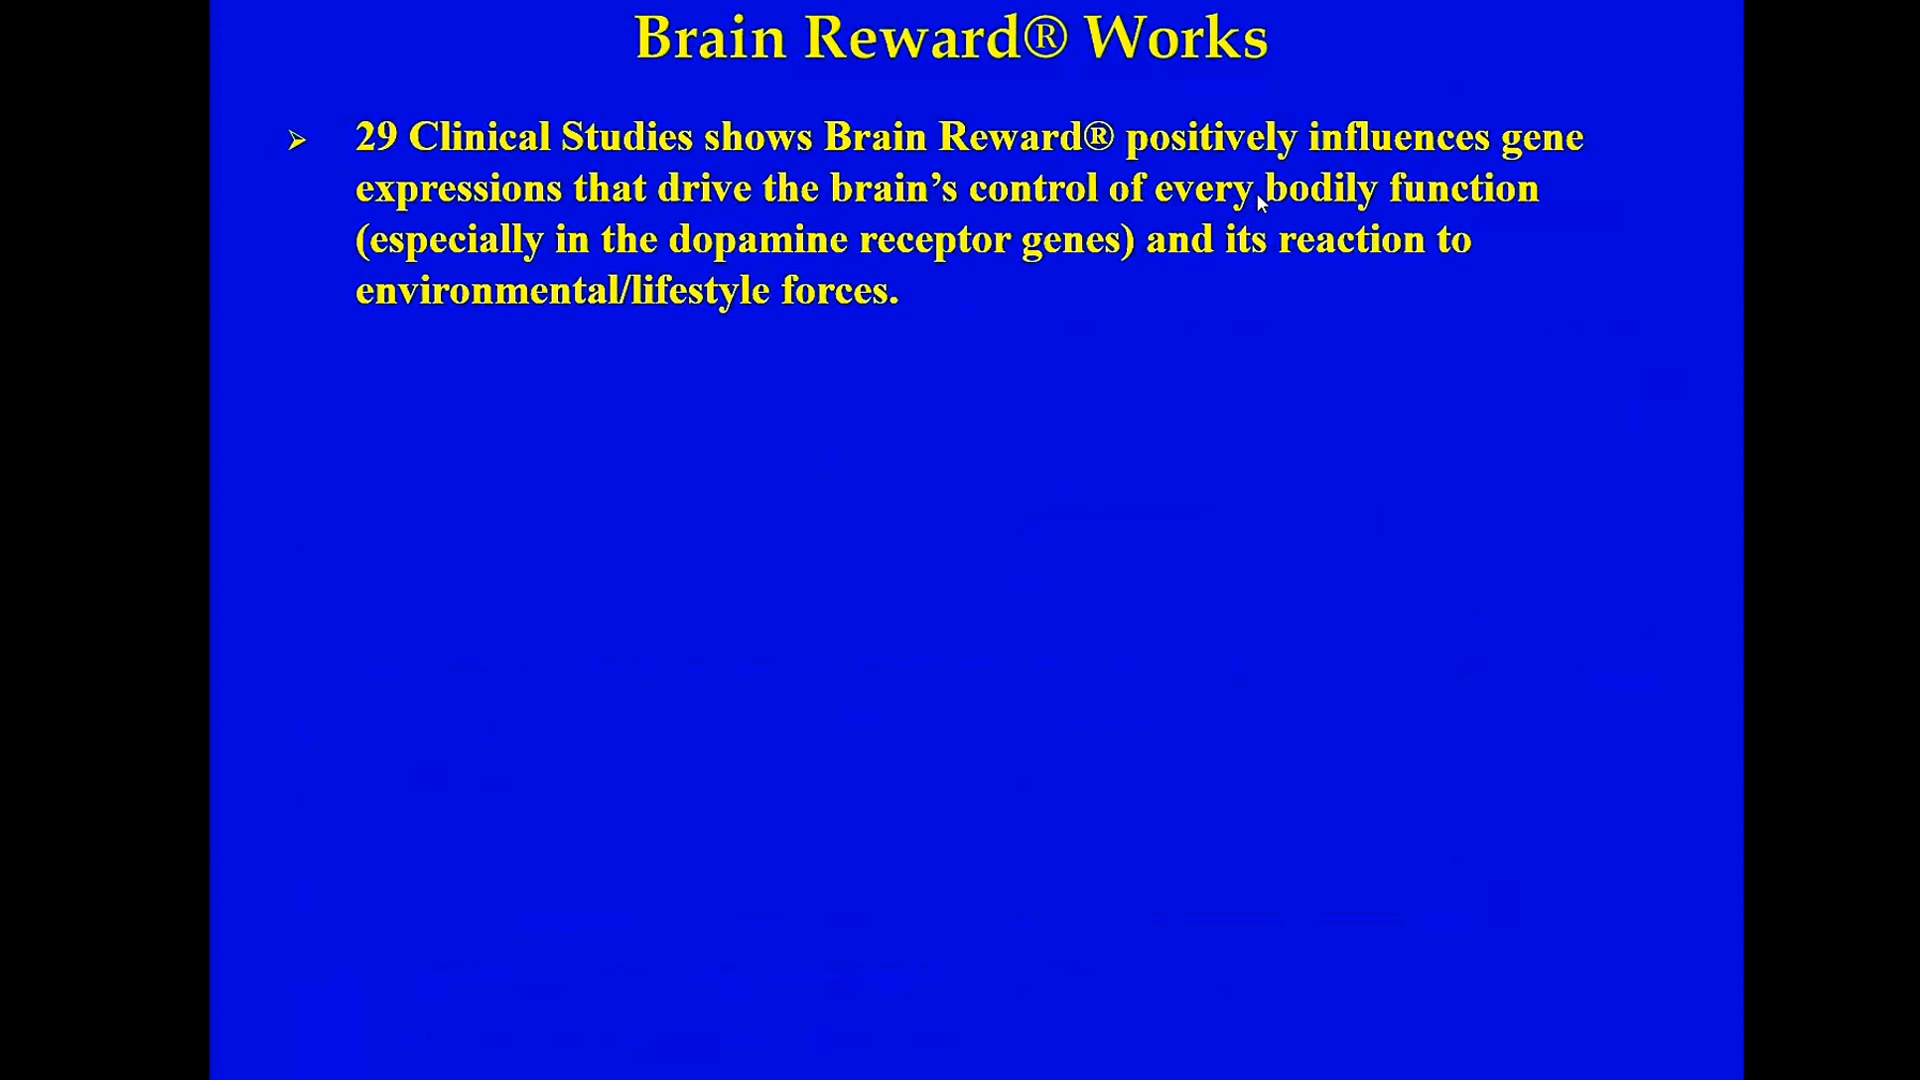 Brain Reward® Works
➢ 29 Clinical Studies shows Brain Reward® positively influences gene
expressions that drive the brain’s control of every bodily function
(especially in the dopamine receptor genes) and its reaction to
environmental/lifestyle forces.